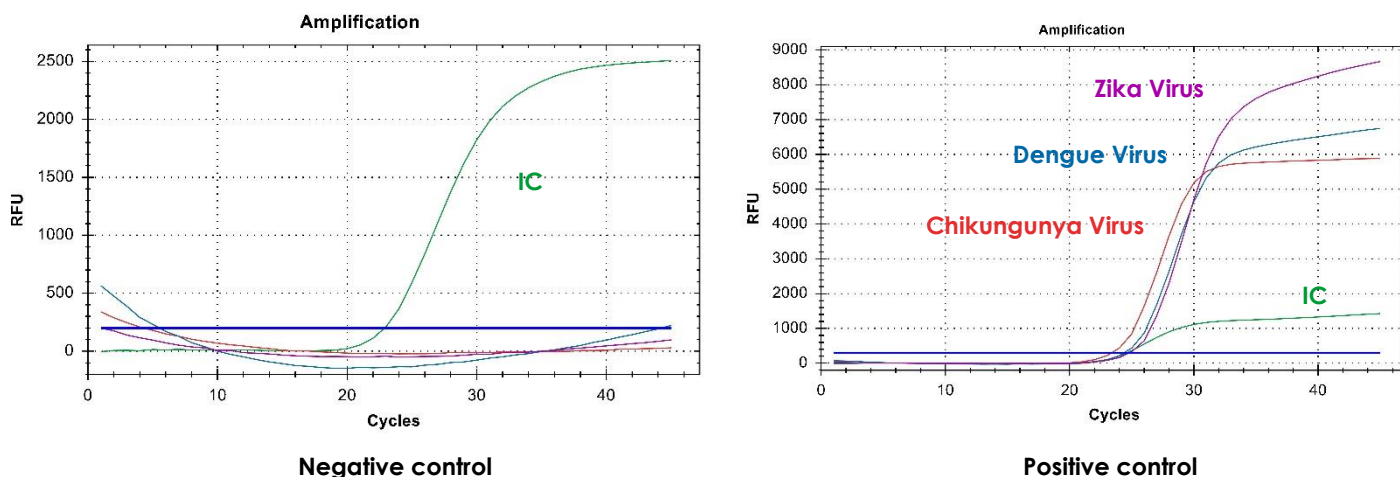 Amplification
2500
2000
1500
1000
500
0
RFU
IC
0
10
20
30
40
Cycles
Negative control
Amplification
9000
8000
7000
6000
5000
4000
3000
2000
1000
0
RFU
Zika Virus
Dengue Virus
Chikungunya Virus
IC
0
10
20
30
40
Cycles
Positive control